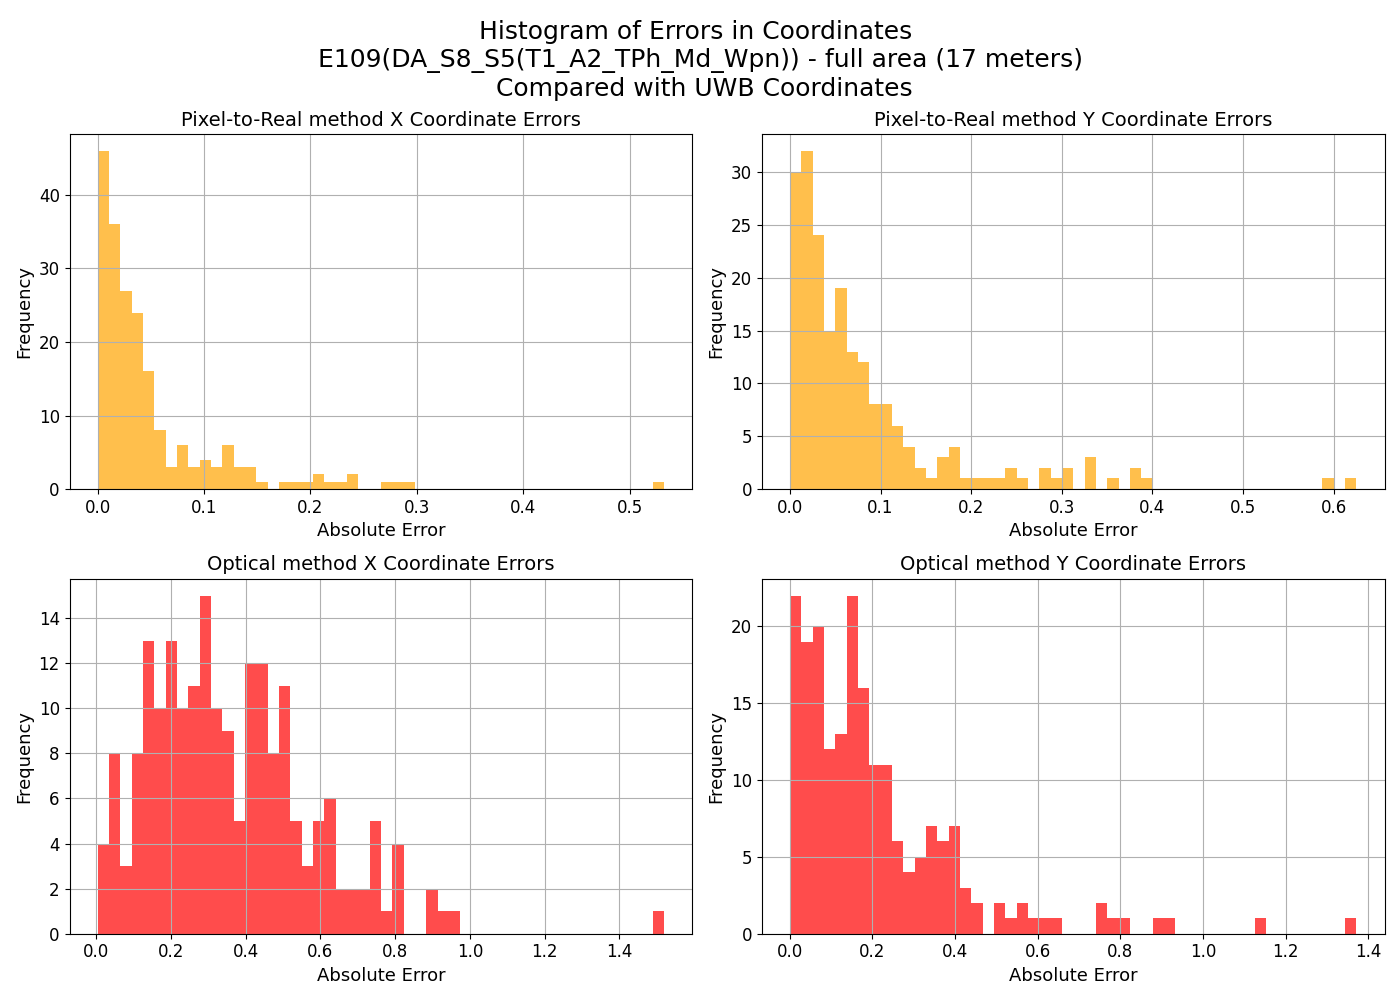 Histogram of Errors in Coordinates
E109(DA_S8_S5(T1_A2_TPh_Md_Wpn)) - full area (17 meters)
Compared with UWB Coordinates
Pixel-to-Real method X Coordinate Errors
Frequency
40
30
20
10
0
0.0 0.1 0.2 0.3 0.4 0.5
Absolute Error
Pixel-to-Real method Y Coordinate Errors
Frequency
30
25
20
15
10
5
0
0.0 0.1 0.2 0.3 0.4 0.5 0.6
Absolute Error
Optical method X Coordinate Errors
Frequency
14
12
10
8
6
4
2
0
0.0 0.2 0.4 0.6 0.8 1.0 1.2 1.4
Absolute Error
Optical method Y Coordinate Errors
Frequency
20
15
10
5
0
0.0 0.2 0.4 0.6 0.8 1.0 1.2 1.4
Absolute Error